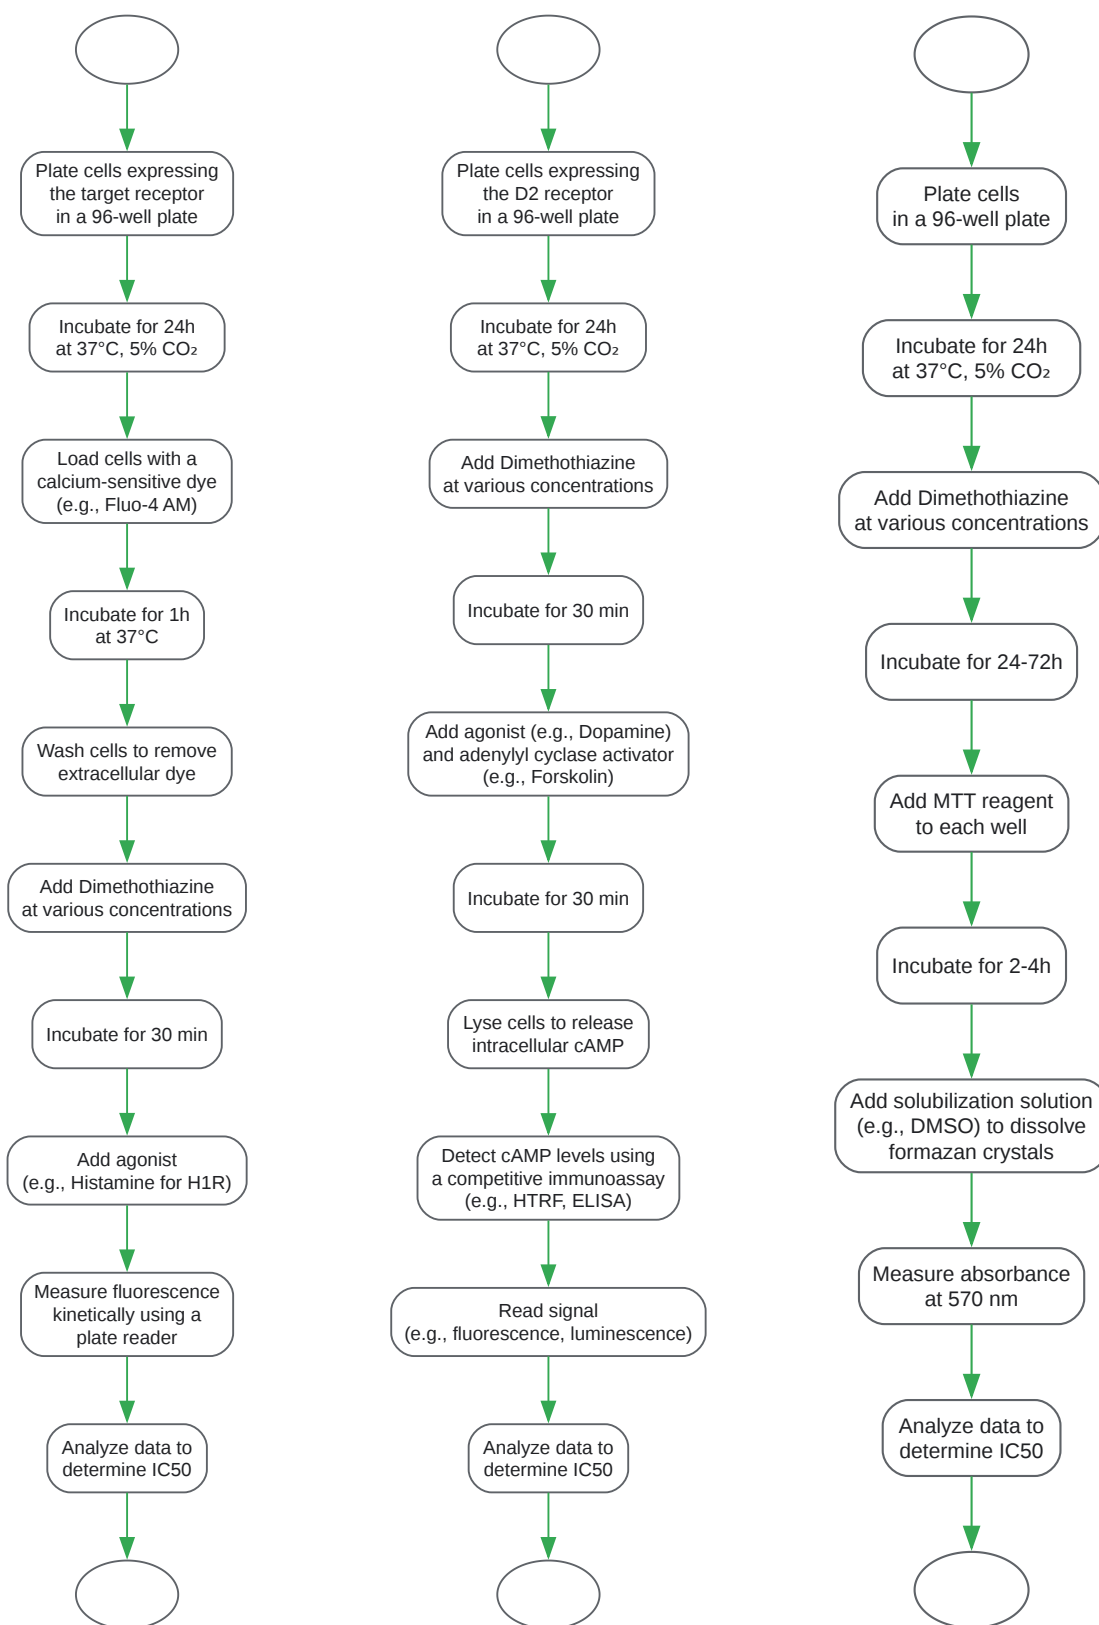 Plate cells expressing
the target receptor
in a 96-well plate
Incubate for 24h
at 37°C, 5% CO₂
Load cells with a
calcium-sensitive dye
(e.g., Fluo-4 AM)
Incubate for 1h
at 37°C
Wash cells to remove
extracellular dye
Add Dimethothiazine
at various concentrations
Incubate for 30 min
Add agonist
(e.g., Histamine for H1R)
Measure fluorescence
kinetically using a
plate reader
Analyze data to
determine IC50
Plate cells expressing
the D2 receptor
in a 96-well plate
Incubate for 24h
at 37°C, 5% CO₂
Add Dimethothiazine
at various concentrations
Incubate for 30 min
Add agonist (e.g., Dopamine)
and adenylyl cyclase activator
(e.g., Forskolin)
Incubate for 30 min
Lyse cells to release
intracellular cAMP
Detect cAMP levels using
a competitive immunoassay
(e.g., HTRF, ELISA)
Read signal
(e.g., fluorescence, luminescence)
Analyze data to
determine IC50
Plate cells
in a 96-well plate
Incubate for 24h
at 37°C, 5% CO₂
Add Dimethothiazine
at various concentrations
Incubate for 24-72h
Add MTT reagent
to each well
Incubate for 2-4h
Add solubilization solution
(e.g., DMSO) to dissolve
formazan crystals
Measure absorbance
at 570 nm
Analyze data to
determine IC50